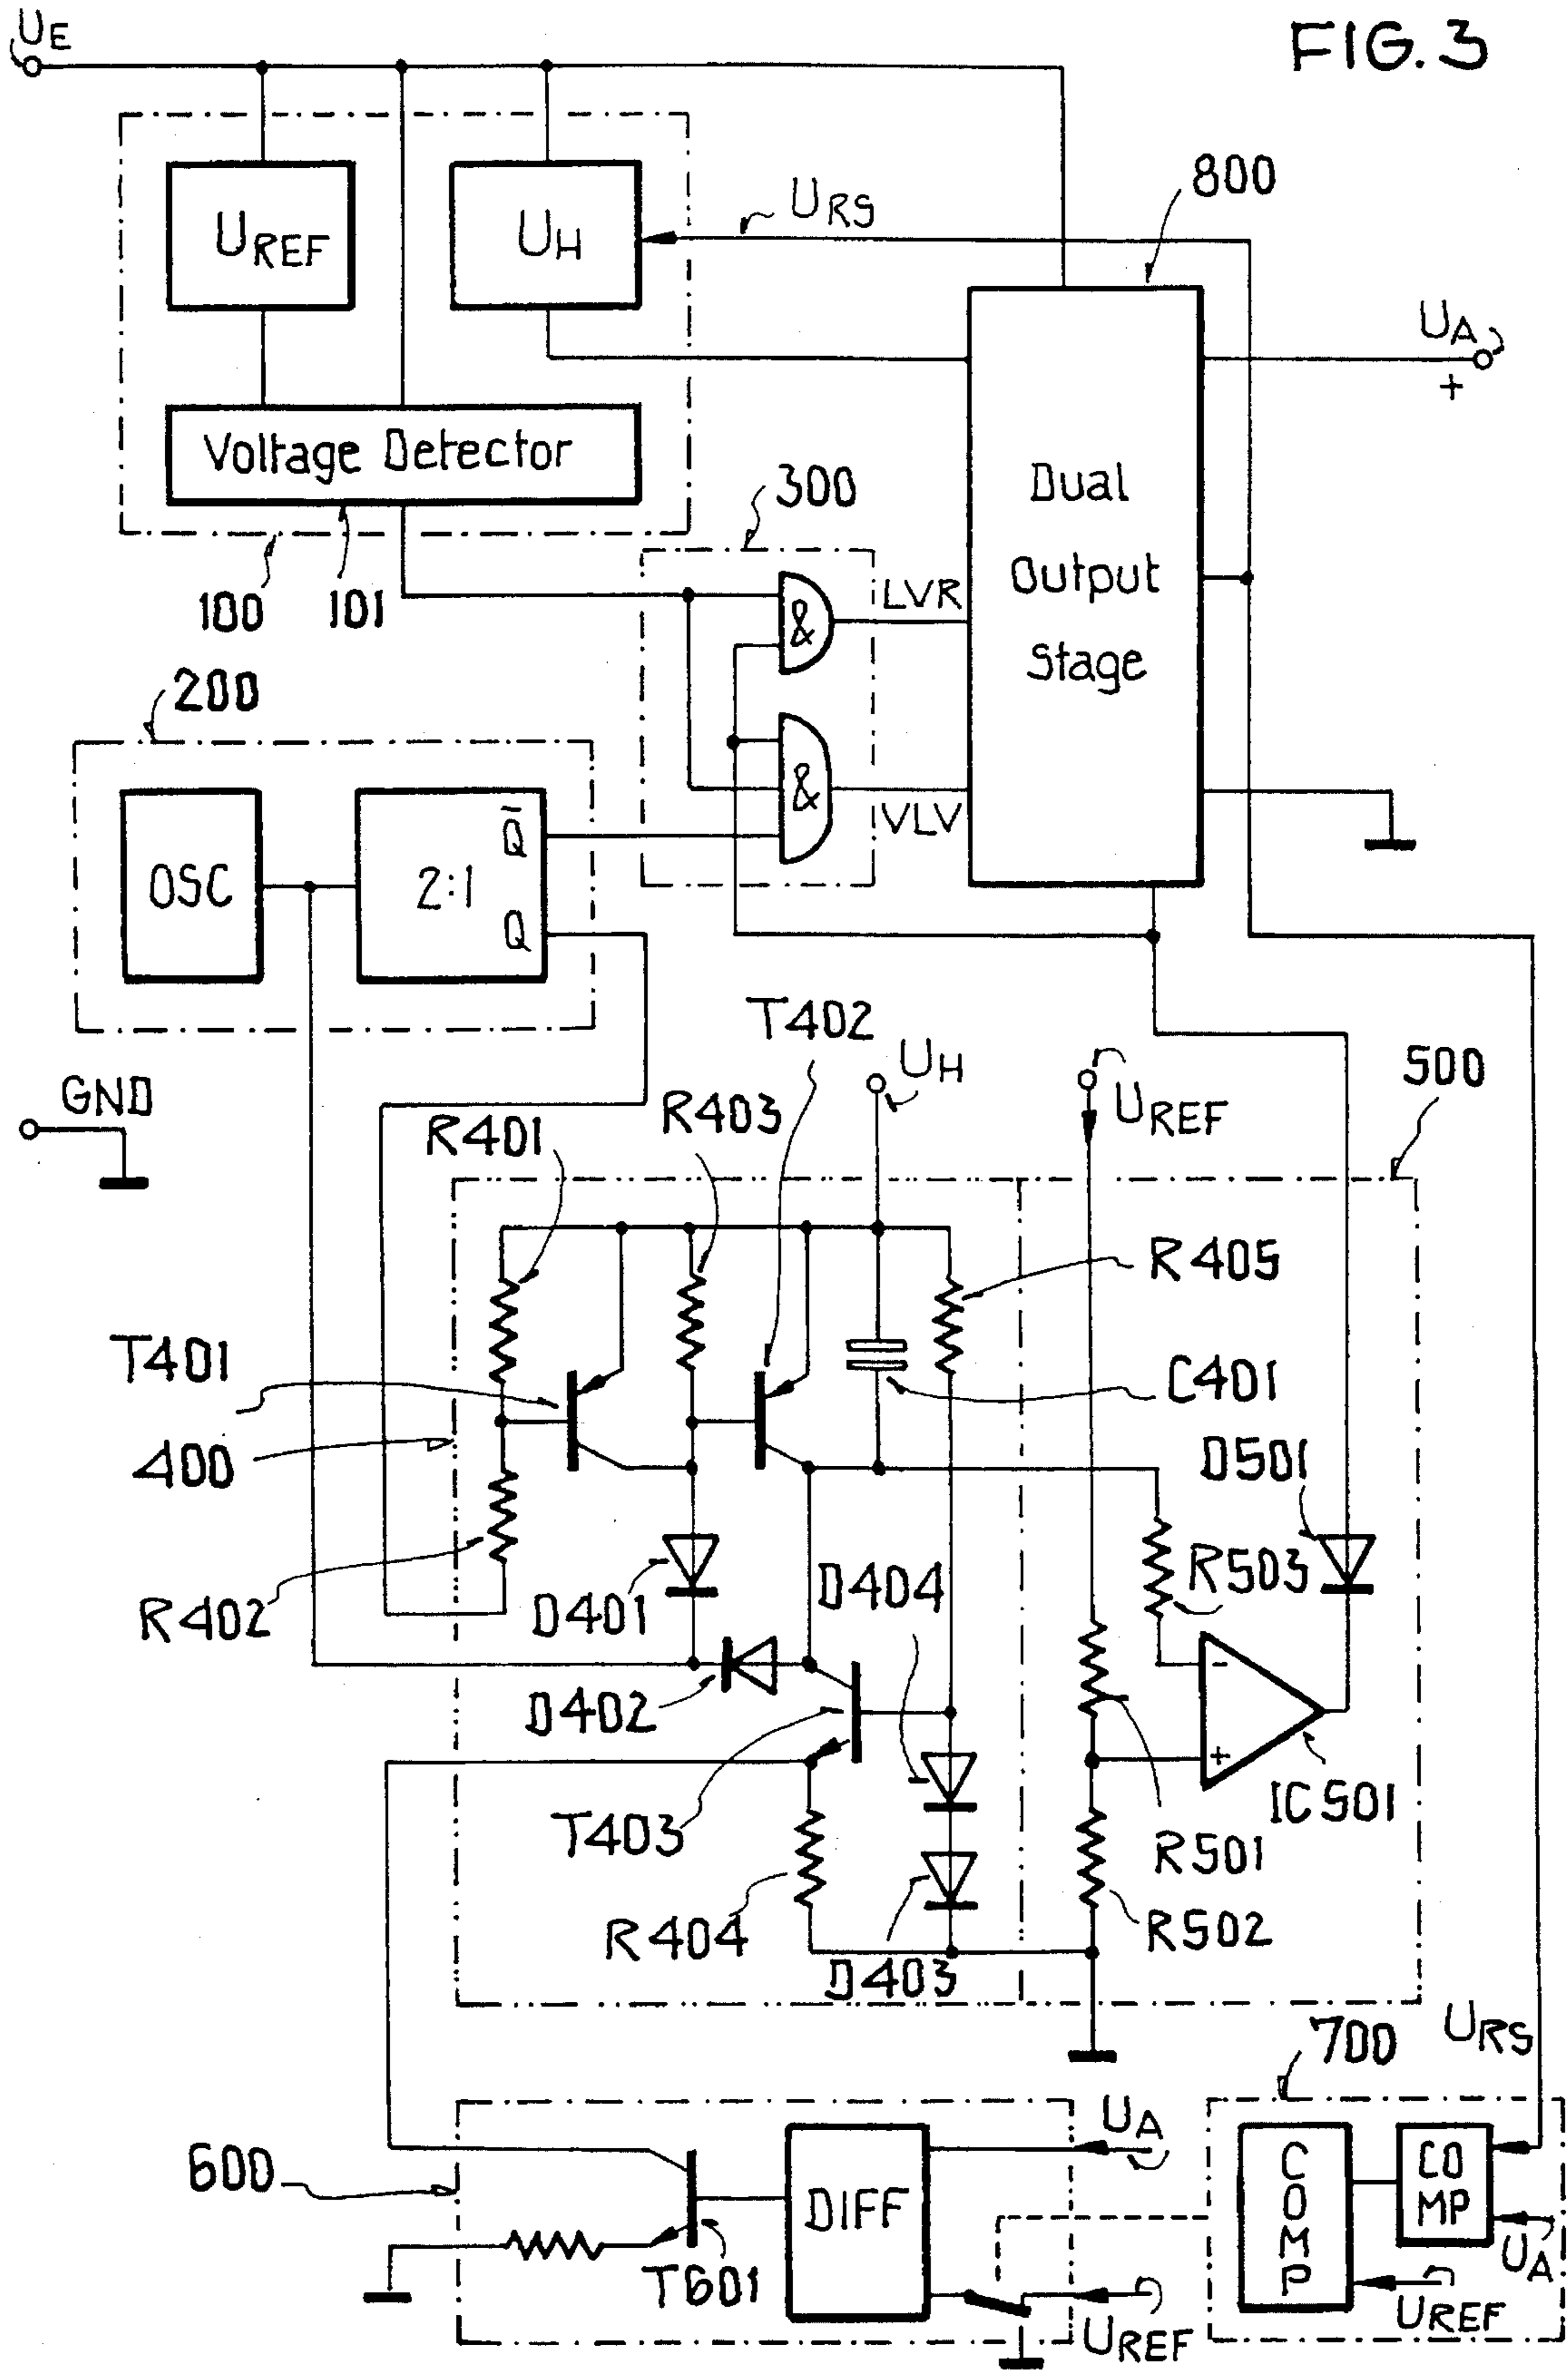 FIG. 3
UE
800
URS
UREF
UH
UA
+
Voltage Detector
Dual
Output
Stage
300
100
101
&
LVR
200
&
VLV
OSC
2:1
Q̅
Q
T402
UH
500
GND
R401
R403
UREF
R405
T401
C401
400
D501
R402
D401
D404
R503
-
D402
+
IC501
T403
R501
R404
R502
D403
700
URS
600
UA
DIFF
COMP
CO
MP
UA
T601
UREF
UREF